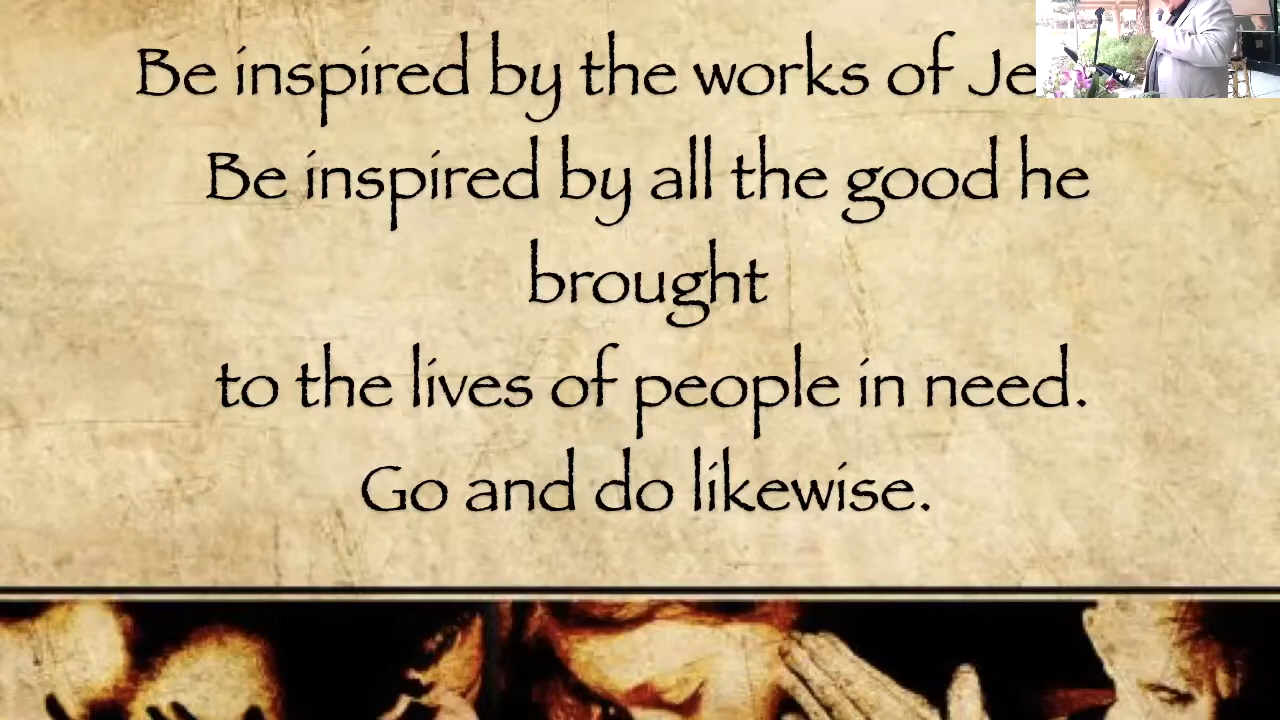 Be inspired by the works of Je
Be inspired by all the good he
brought
to the lives of people in need.
Go and do likewise.